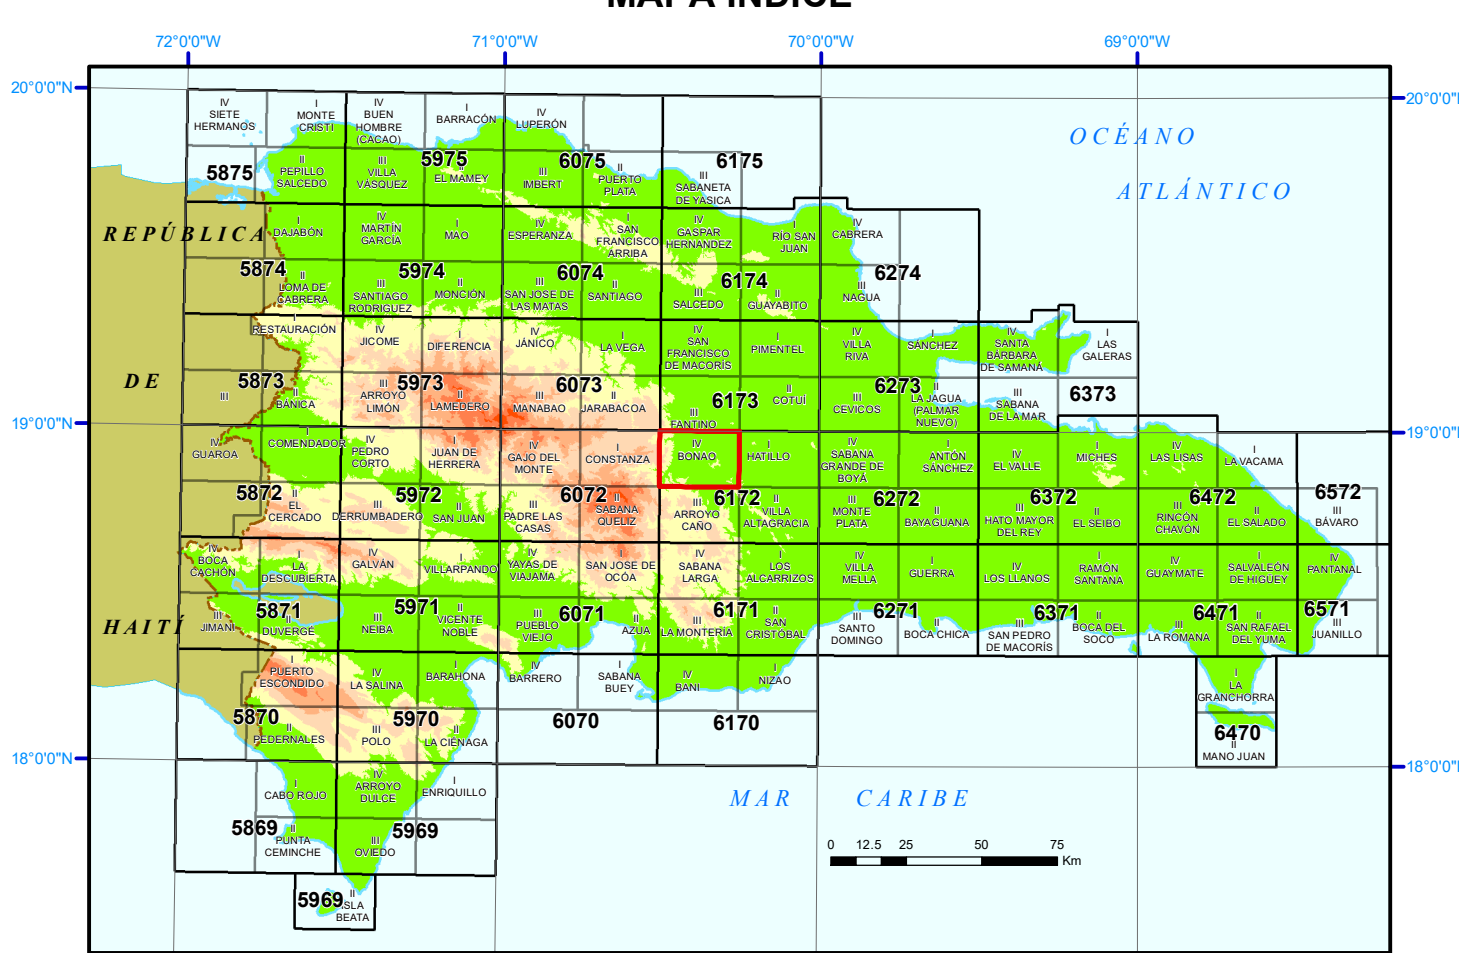 MAPA ÍNDICE
72°0'0"W
71°0'0"W
70°0'0"W
69°0'0"W
20°0'0"N
20°0'0"N
IV
SIETE
HERMANOS
I
MONTE
CRISTI
IV
BUEN
HOMBRE
(CACAO)
I
BARRACÓN
IV
LUPERÓN
OCÉANO
ATLÁNTICO
5875
II
PEPILLO
SALCEDO
III
VILLA
VÁSQUEZ
5975
II
EL MAMEY
III
IMBERT
6075
II
PUERTO
PLATA
III
SABANETA
DE YASICA
6175
REPÚBLICA
I
DAJABÓN
IV
MARTÍN
GARCÍA
I
MAO
IV
ESPERANZA
I
SAN
FRANCISCO
ARRIBA
IV
GASPAR
HERNANDEZ
I
RÍO SAN
JUAN
IV
CABRERA
5874
II
LOMA DE
CABRERA
III
SANTIAGO
RODRIGUEZ
5974
II
MONCIÓN
III
SAN JOSE DE
LAS MATAS
6074
II
SANTIAGO
III
SALCEDO
6174
II
GUAYABITO
III
NAGUA
6274
I
RESTAURACIÓN
IV
JICOME
I
DIFERENCIA
IV
JÁNICO
I
LA VEGA
IV
SAN
FRANCISCO
DE MACORÍS
I
PIMENTEL
IV
VILLA
RIVA
I
SÁNCHEZ
IV
SANTA
BÁRBARA
DE SAMANÁ
I
LAS
GALERAS
DE
III
5873
II
BÁNICA
III
ARROYO
LIMÓN
5973
II
LAMEDERO
III
MANABAO
6073
II
JARABACOA
III
FANTINO
6173
II
COTUÍ
III
CEVICOS
6273
II
LA JAGUA
(PALMAR
NUEVO)
III
SABANA
DE LA MAR
6373
19°0'0"N
19°0'0"N
IV
GUAROA
I
COMENDADOR
IV
PEDRO
CORTO
I
JUAN DE
HERRERA
IV
GAJO DEL
MONTE
I
CONSTANZA
IV
BONAO
I
HATILLO
IV
SABANA
GRANDE DE
BOYÁ
I
ANTÓN
SÁNCHEZ
IV
EL VALLE
I
MICHES
IV
LAS LISAS
I
LA VACAMA
5872
II
EL
CERCADO
III
DERRUMBADERO
5972
II
SAN JUAN
III
PADRE LAS
CASAS
6072
II
SABANA
QUELIZ
III
ARROYO
CAÑO
6172
II
VILLA
ALTAGRACIA
III
MONTE
PLATA
6272
II
BAYAGUANA
III
HATO MAYOR
DEL REY
6372
II
EL SEIBO
III
RINCÓN
CHAVÓN
6472
II
EL SALADO
6572
III
BÁVARO
IV
BOCA
CACHÓN
I
LA
DESCUBIERTA
IV
GALVÁN
I
VILLARPANDO
IV
YAYAS DE
VIAJAMA
I
SAN JOSE DE
OCÓA
IV
SABANA
LARGA
I
LOS
ALCARRIZOS
IV
VILLA
MELLA
I
GUERRA
IV
LOS LLANOS
I
RAMÓN
SANTANA
IV
GUAYMATE
I
SALVALEÓN
DE HIGÜEY
IV
PANTANAL
HAITÍ
III
JIMANI
5871
II
DUVERGÉ
III
NEIBA
5971
II
VICENTE
NOBLE
III
PUEBLO
VIEJO
6071
II
AZUA
III
LA MONTERÍA
6171
II
SAN
CRISTÓBAL
III
SANTO
DOMINGO
6271
II
BOCA CHICA
III
SAN PEDRO
DE MACORÍS
6371
II
BOCA DEL
SOCO
III
LA ROMANA
6471
II
SAN RAFAEL
DEL YUMA
6571
III
JUANILLO
I
PUERTO
ESCONDIDO
IV
LA SALINA
I
BARAHONA
IV
BARRERO
I
SABANA
BUEY
IV
BANI
I
NIZAO
I
LA
GRANCHORRA
5870
II
PEDERNALES
III
POLO
5970
II
LA CIÉNAGA
6070
6170
6470
II
MANO JUAN
18°0'0"N
18°0'0"N
I
CABO ROJO
IV
ARROYO
DULCE
I
ENRIQUILLO
MAR CARIBE
5869
II
PUNTA
CEMINCHE
III
OVIEDO
5969
0 12.5 25 50 75
Km
5969
II
ISLA
BEATA